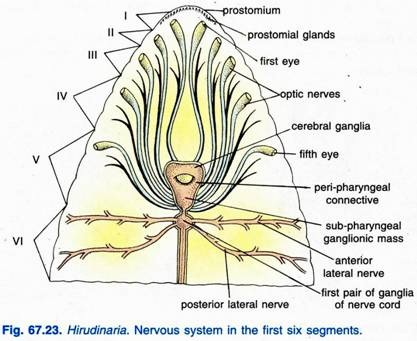 prostomium
I
prostomial glands
II
first eye
III
IV
optic nerves
cerebral ganglia
V
fifth eye
peri-pharyngeal
connective
sub-pharyngeal
ganglionic mass
VI
anterior
lateral nerve
first pair of ganglia
of nerve cord
posterior lateral nerve
Fig. 67.23. Hirudinaria. Nervous system in the first six segments.